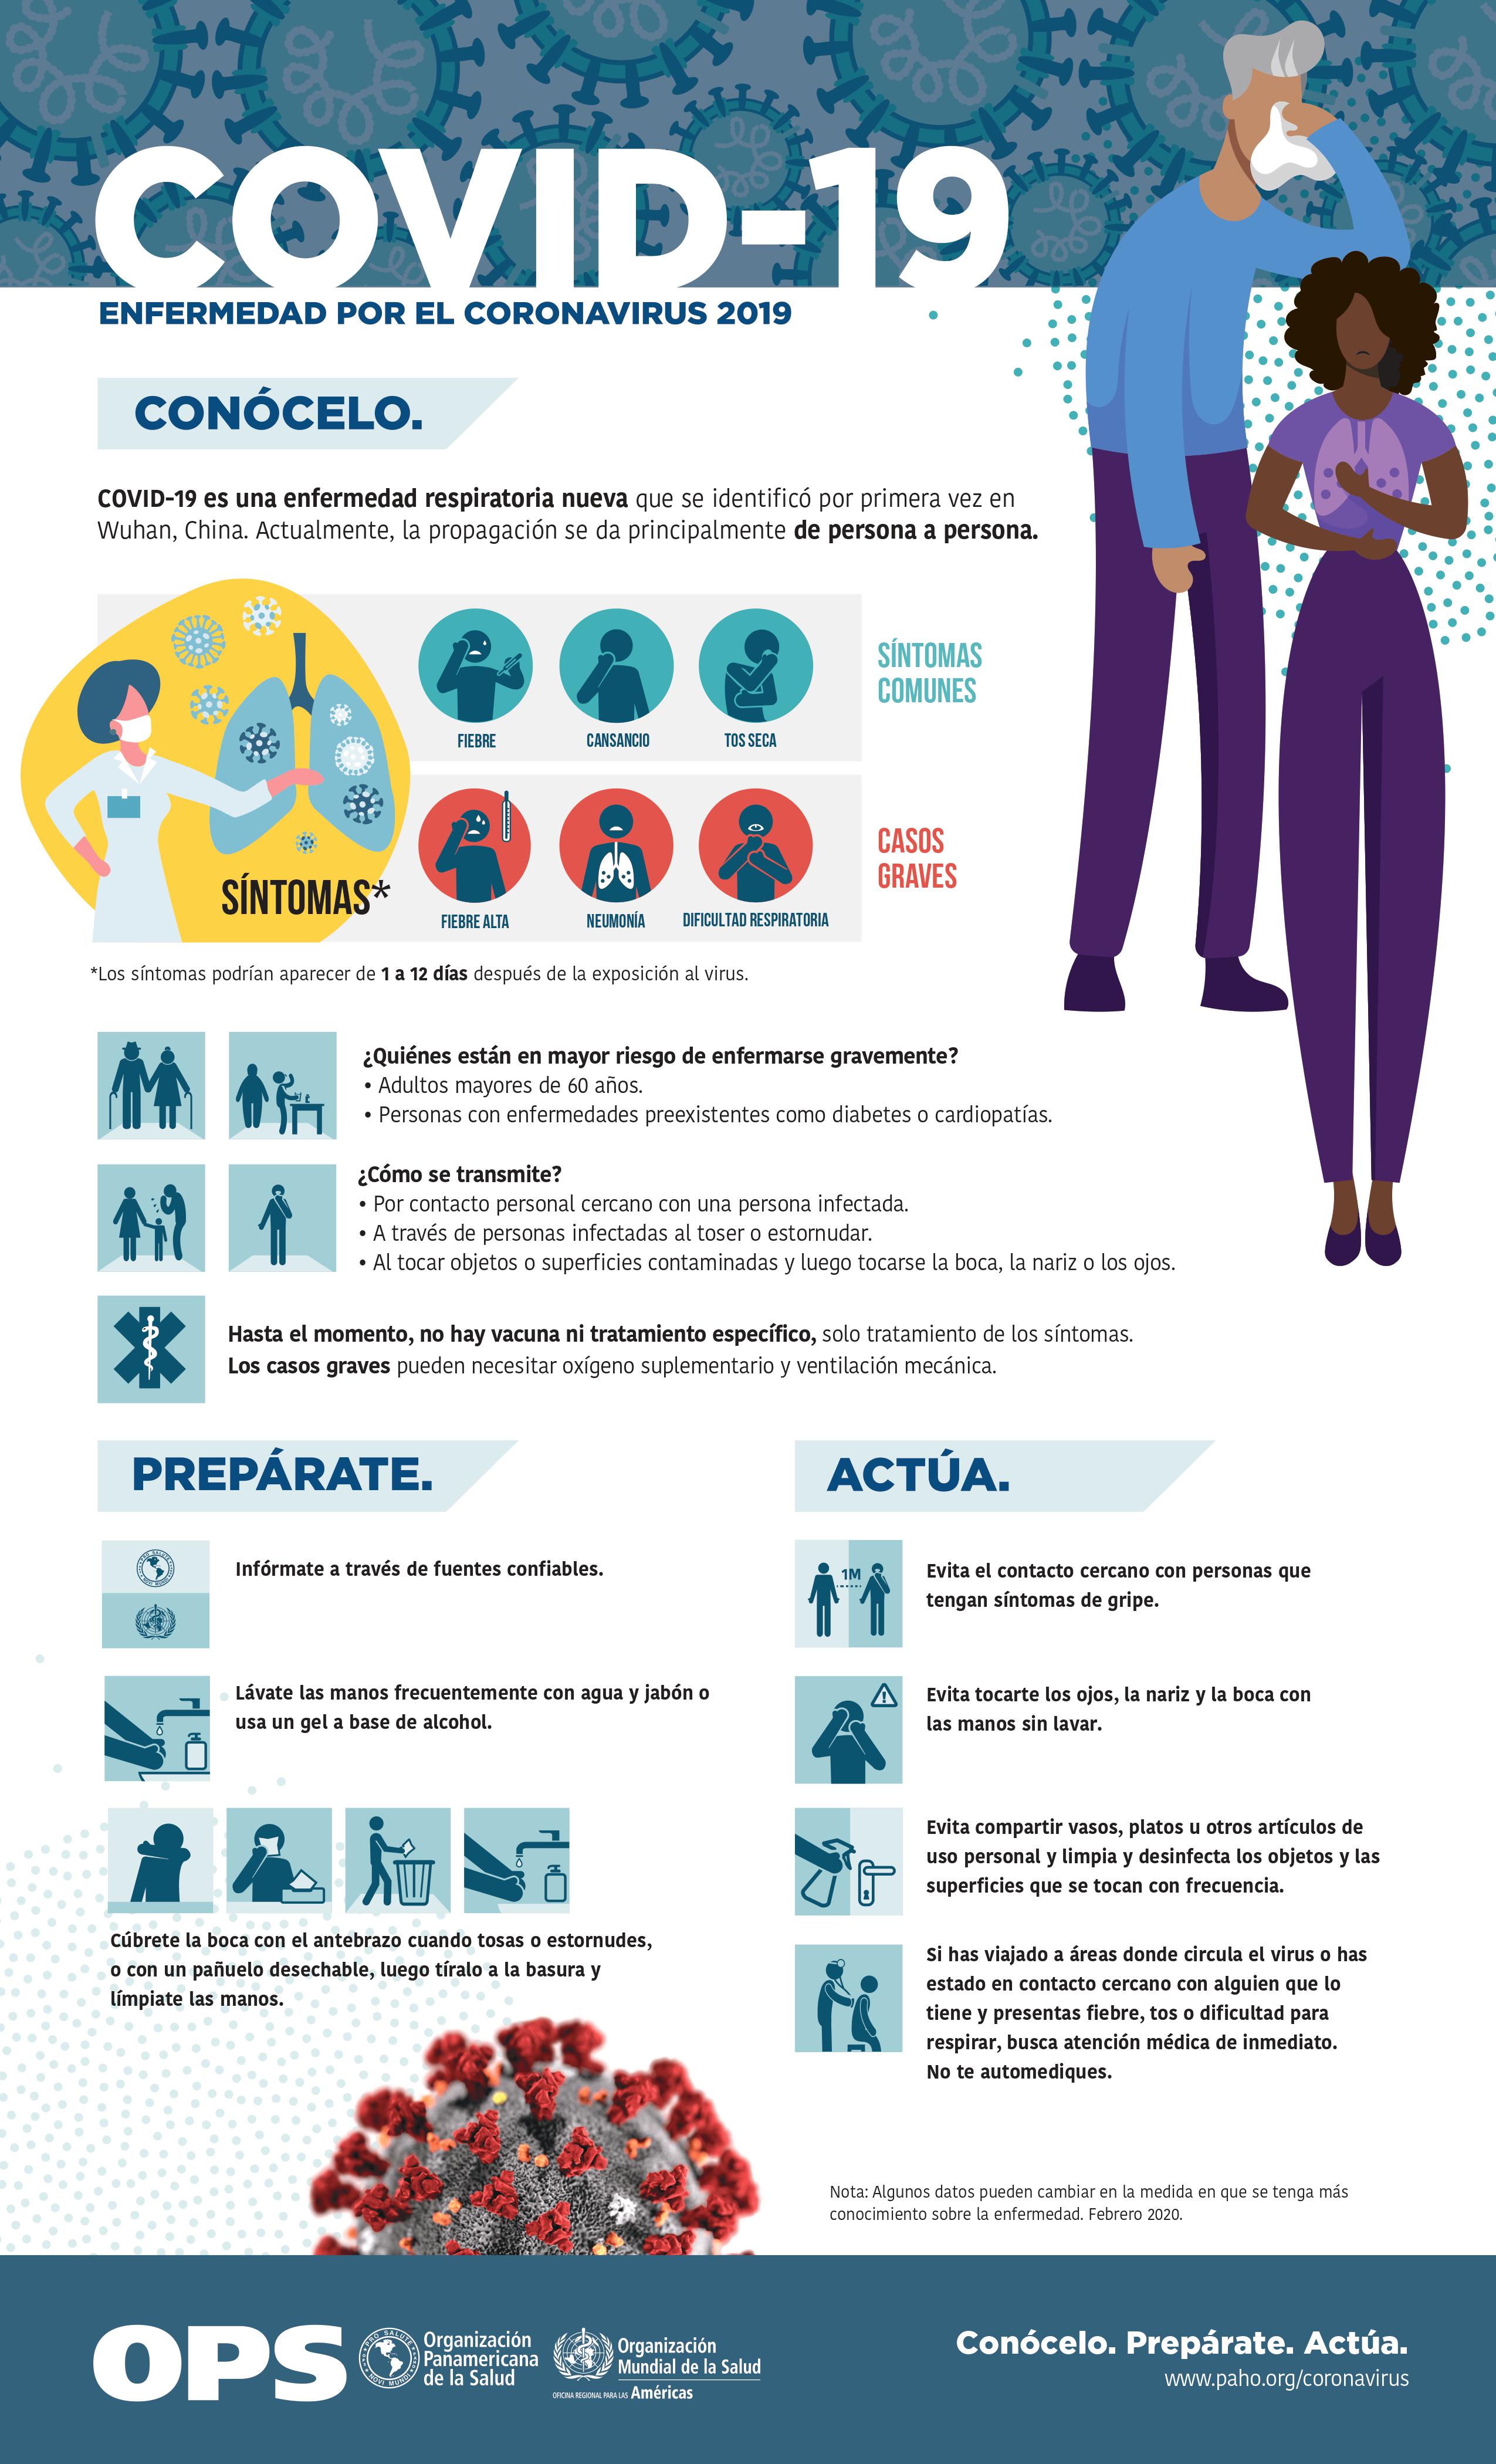 COVID-19
ENFERMEDAD POR EL CORONAVIRUS 2019
CONÓCELO.
COVID-19 es una enfermedad respiratoria nueva que se identificó por primera vez en
Wuhan, China. Actualmente, la propagación se da principalmente de persona a persona.
SÍNTOMAS*
FIEBRE
CANSANCIO
TOS SECA
SÍNTOMAS
COMUNES
FIEBRE ALTA
NEUMONÍA
DIFICULTAD RESPIRATORIA
CASOS
GRAVES
*Los síntomas podrían aparecer de 1 a 12 días después de la exposición al virus.
¿Quiénes están en mayor riesgo de enfermarse gravemente?
• Adultos mayores de 60 años.
• Personas con enfermedades preexistentes como diabetes o cardiopatías.
¿Cómo se transmite?
• Por contacto personal cercano con una persona infectada.
• A través de personas infectadas al toser o estornudar.
• Al tocar objetos o superficies contaminadas y luego tocarse la boca, la nariz o los ojos.
Hasta el momento, no hay vacuna ni tratamiento específico, solo tratamiento de los síntomas.
Los casos graves pueden necesitar oxígeno suplementario y ventilación mecánica.
PREPÁRATE.
PRO SALUTE
NOVI MUNDI
Infórmate a través de fuentes confiables.
Lávate las manos frecuentemente con agua y jabón o
usa un gel a base de alcohol.
Cúbrete la boca con el antebrazo cuando tosas o estornudes,
o con un pañuelo desechable, luego tíralo a la basura y
límpiate las manos.
ACTÚA.
1M
Evita el contacto cercano con personas que
tengan síntomas de gripe.
Evita tocarte los ojos, la nariz y la boca con
las manos sin lavar.
Evita compartir vasos, platos u otros artículos de
uso personal y limpia y desinfecta los objetos y las
superficies que se tocan con frecuencia.
Si has viajado a áreas donde circula el virus o has
estado en contacto cercano con alguien que lo
tiene y presentas fiebre, tos o dificultad para
respirar, busca atención médica de inmediato.
No te automediques.
Nota: Algunos datos pueden cambiar en la medida en que se tenga más
conocimiento sobre la enfermedad. Febrero 2020.
OPS
PRO SALUTE
NOVI MUNDI
Organización
Panamericana
de la Salud
Organización
Mundial de la Salud
OFICINA REGIONAL PARA LAS Américas
Conócelo. Prepárate. Actúa.
www.paho.org/coronavirus